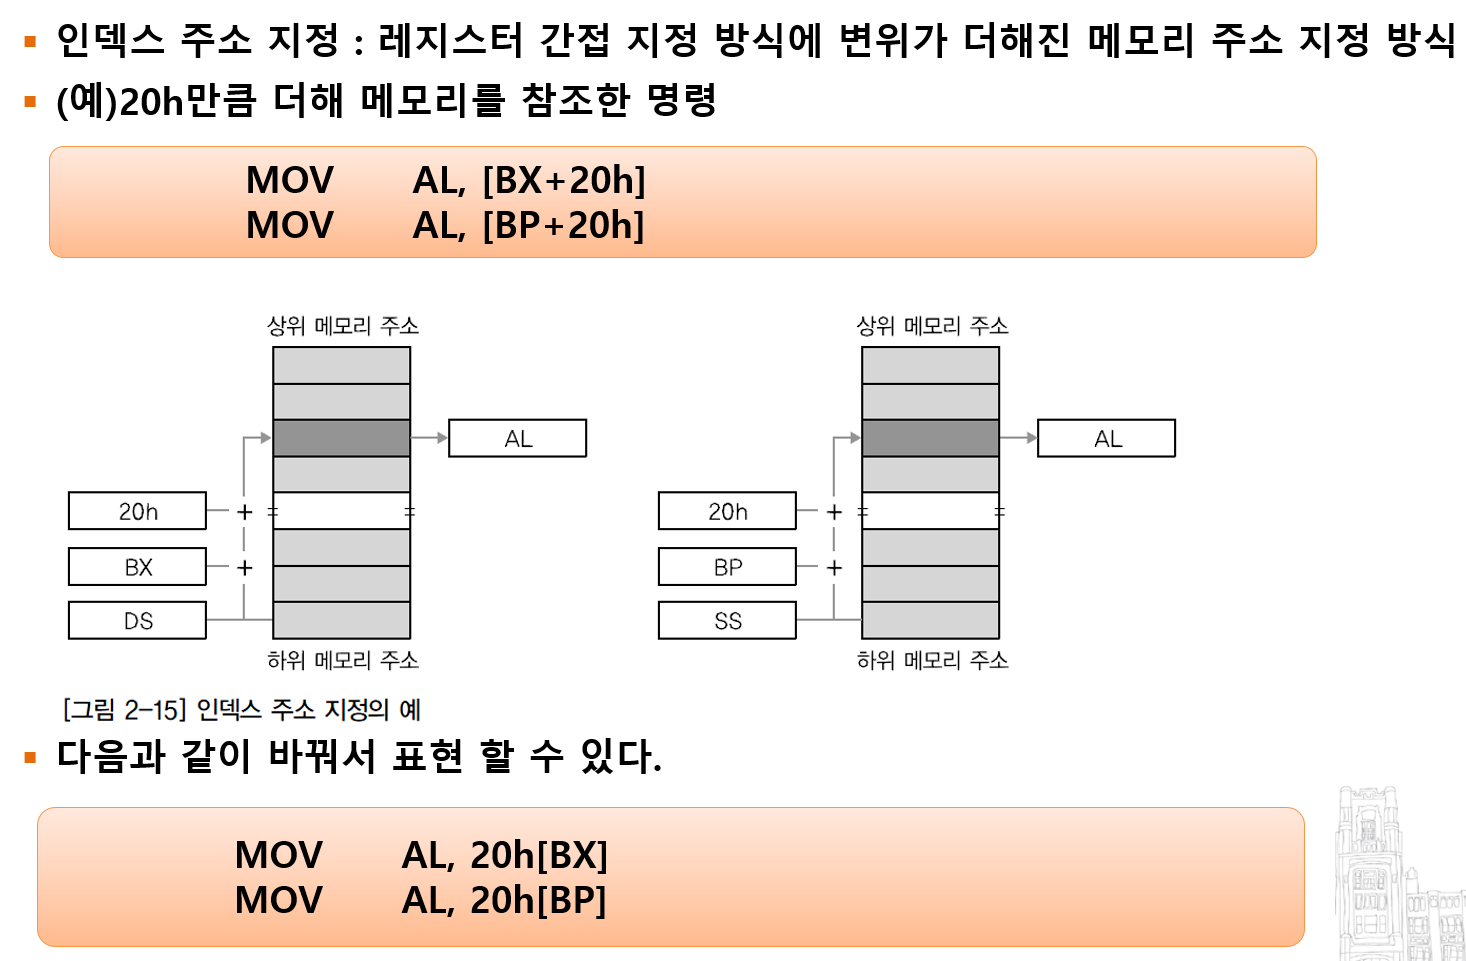 인덱스 주소 지정 : 레지스터 간접 지정 방식에 변위가 더해진 메모리 주소 지정 방식
(예)20h만큼 더해 메모리를 참조한 명령
MOV AL, [BX+20h]
MOV AL, [BP+20h]
상위 메모리 주소
AL
20h
+
BX
+
DS
하위 메모리 주소
상위 메모리 주소
AL
20h
+
BP
+
SS
하위 메모리 주소
[그림 2-15] 인덱스 주소 지정의 예
다음과 같이 바꿔서 표현 할 수 있다.
MOV AL, 20h[BX]
MOV AL, 20h[BP]